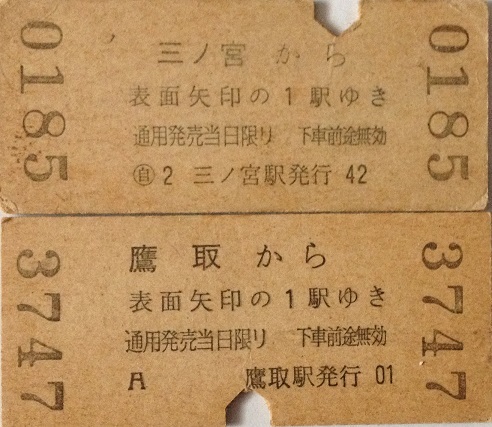 0185
三ノ宮から
0185
表面矢印の1駅ゆき
通用発売当日限り 下車前途無効
自 2 三ノ宮駅発行 42
3747
鷹取から
3747
表面矢印の1駅ゆき
通用発売当日限り 下車前途無効
鷹取駅発行 01